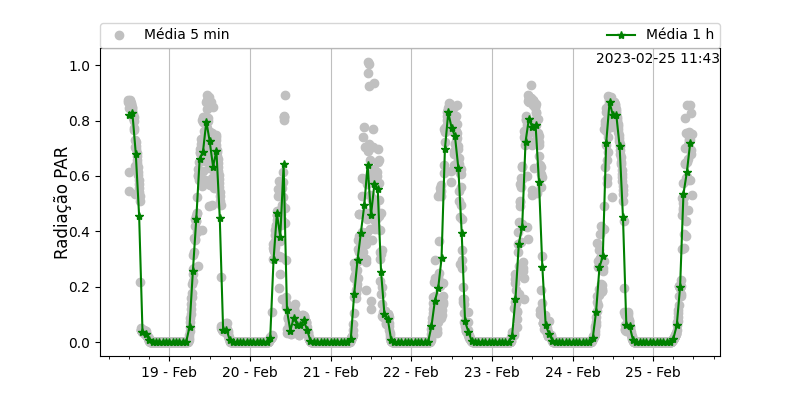 Média 5 min
Média 1 h
2023-02-25 11:43
Radiação PAR
1.0
0.8
0.6
0.4
0.2
0.0
19 - Feb
20 - Feb
21 - Feb
22 - Feb
23 - Feb
24 - Feb
25 - Feb